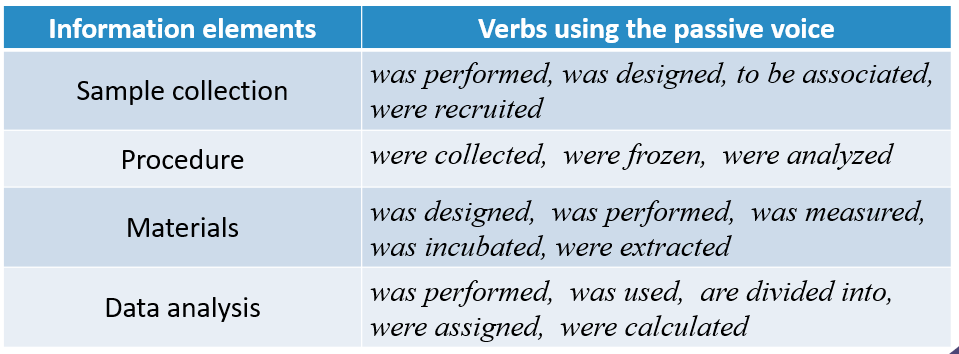 Information elements
Verbs using the passive voice
Sample collection
was performed, was designed, to be associated,
were recruited
Procedure
were collected, were frozen, were analyzed
Materials
was designed, was performed, was measured,
was incubated, were extracted
Data analysis
was performed, was used, are divided into,
were assigned, were calculated